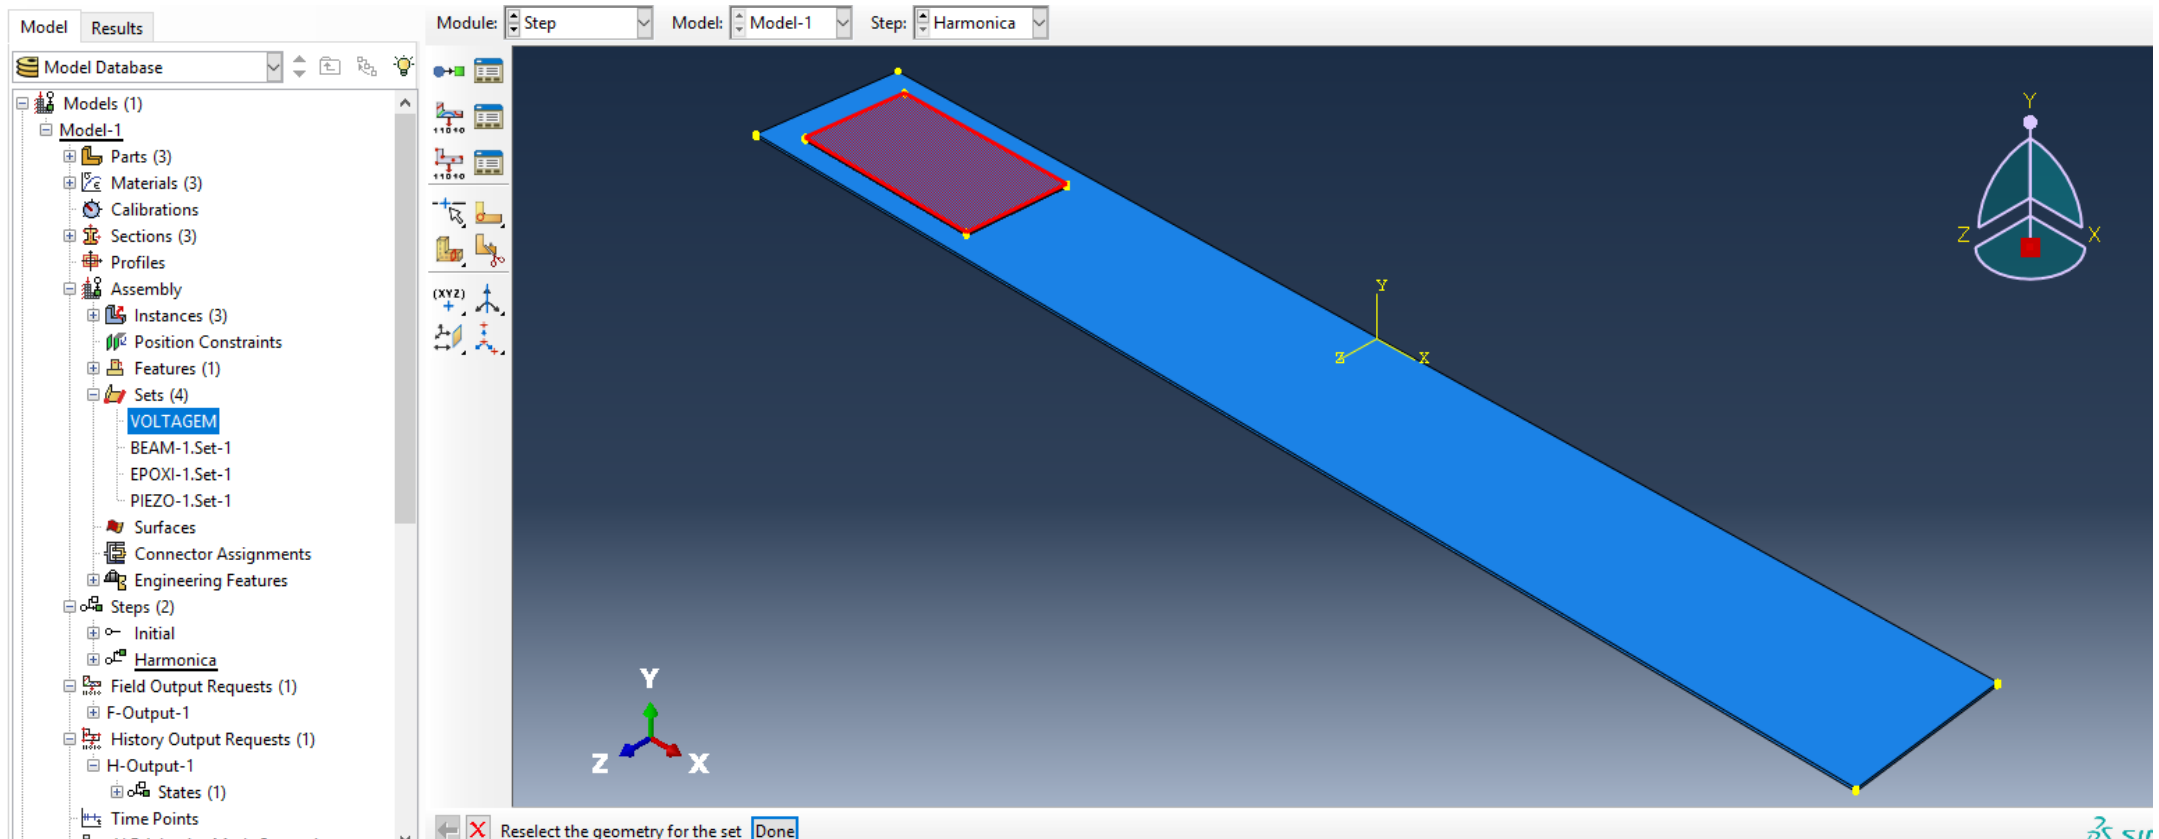 Model Results
Module: Step Model: Model-1 Step: Harmonica
Model Database
Models (1)
Model-1
Parts (3)
Materials (3)
Calibrations
Sections (3)
Profiles
Assembly
Instances (3)
Position Constraints
Features (1)
Sets (4)
VOLTAGEM
BEAM-1.Set-1
EPOXI-1.Set-1
PIEZO-1.Set-1
Surfaces
Connector Assignments
Engineering Features
Steps (2)
Initial
Harmonica
Field Output Requests (1)
F-Output-1
History Output Requests (1)
H-Output-1
States (1)
Time Points
11010
11010
(XYZ)
Y
Z X
Y
Z X
Y
Z X
Reselect the geometry for the set Done